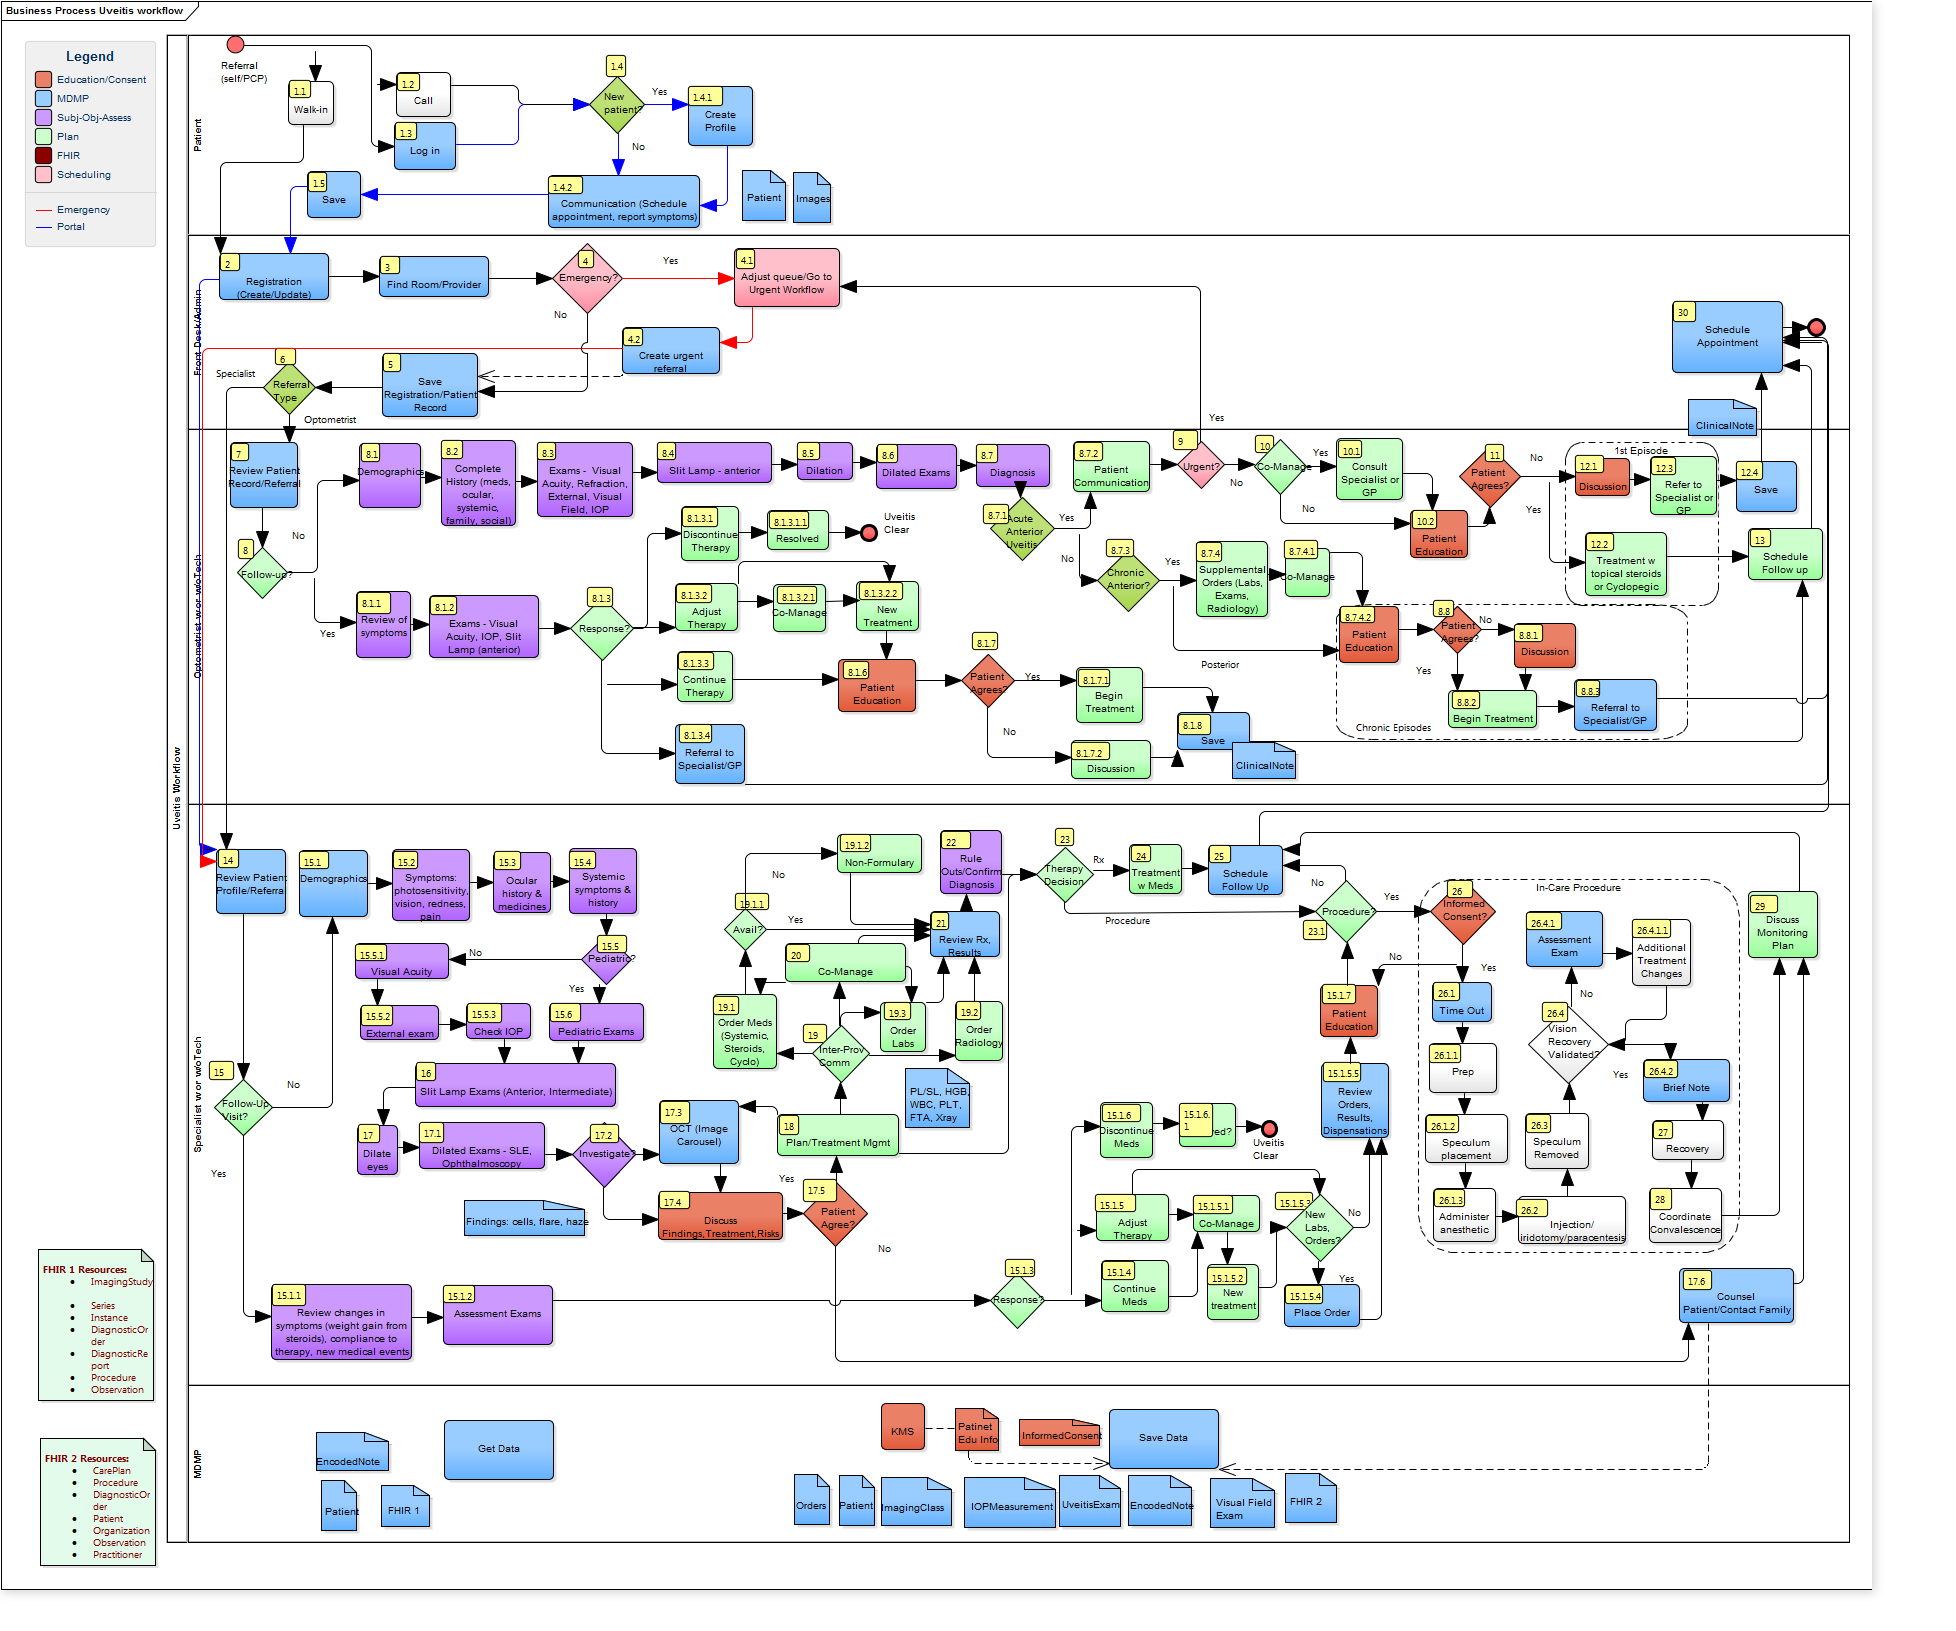 Business Process Uveitis workflow
Legend
Education/Consent
MDMP
Subj-Obj-Assess
Plan
FHIR
Scheduling
Emergency
Portal
Uveitis Workflow
Patient
Referral
(self/PCP)
1.1
Walk-in
1.2
Call
1.3
Log in
1.4
New
patient?
Yes
No
1.4.1
Create
Profile
1.4.2
Communication (Schedule
appointment, report symptoms)
1.5
Save
Patient
Images
Front Desk/Admin
2
Registration
(Create/Update)
3
Find Room/Provider
4
Emergency?
Yes
No
4.1
Adjust queue/Go to
Urgent Workflow
4.2
Create urgent
referral
5
Save
Registration/Patient
Record
6
Referral
Type
Specialist
Optometrist
30
Schedule
Appointment
ClinicalNote
Optometrist w or w/oTech
7
Review Patient
Record/Referral
8
Follow-up?
No
Yes
8.1
Demographics
8.2
Complete
History (meds,
ocular,
systemic,
family, social)
8.3
Exams - Visual
Acuity, Refraction,
External, Visual
Field, IOP
8.4
Slit Lamp - anterior
8.5
Dilation
8.6
Dilated Exams
8.7
Diagnosis
8.7.1
Acute
Anterior
Uveitis
Yes
No
8.7.2
Patient
Communication
9
Urgent?
Yes
No
10
Co-Manage
Yes
No
10.1
Consult
Specialist or
GP
10.2
Patient
Education
11
Patient
Agrees?
No
Yes
1st Episode
12.1
Discussion
12.3
Refer to
Specialist or
GP
12.4
Save
12.2
Treatment w
topical steroids
or Cyclopegic
13
Schedule
Follow up
8.7.3
Chronic
Anterior?
Yes
Posterior
8.7.4
Supplemental
Orders (Labs,
Exams,
Radiology)
8.7.4.1
Co-Manage
8.7.4.2
Patient
Education
8.8
Patient
Agrees?
No
Yes
8.8.1
Discussion
8.8.2
Begin Treatment
8.8.3
Referral to
Specialist/GP
Chronic Episodes
8.1.1
Review of
symptoms
8.1.2
Exams - Visual
Acuity, IOP, Slit
Lamp (anterior)
8.1.3
Response?
8.1.3.1
Discontinue
Therapy
8.1.3.1.1
Resolved
Uveitis
Clear
8.1.3.2
Adjust
Therapy
8.1.3.2.1
Co-Manage
8.1.3.2.2
New
Treatment
8.1.3.3
Continue
Therapy
8.1.3.4
Referral to
Specialist/GP
8.1.6
Patient
Education
8.1.7
Patient
Agrees?
Yes
No
8.1.7.1
Begin
Treatment
8.1.7.2
Discussion
8.1.8
Save
ClinicalNote
Specialist w or w/oTech
14
Review Patient
Profile/Referral
15
Follow-Up
Visit?
No
Yes
15.1
Demographics
15.2
Symptoms:
photosensitivity,
vision, redness,
pain
15.3
Ocular
history &
medicines
15.4
Systemic
symptoms &
history
15.5
Pediatric?
No
Yes
15.5.1
Visual Acuity
15.5.2
External exam
15.5.3
Check IOP
15.6
Pediatric Exams
16
Slit Lamp Exams (Anterior, Intermediate)
17
Dilate
eyes
17.1
Dilated Exams - SLE,
Ophthalmoscopy
17.2
Investigate?
17.3
OCT (Image
Carousel)
17.4
Discuss
Findings,Treatment,Risks
Findings: cells, flare, haze
17.5
Patient
Agree?
Yes
No
18
Plan/Treatment Mgmt
19
Inter-Prov
Comm
19.1
Order Meds
(Systemic,
Steroids,
Cyclo)
19.1.1
Avail?
No
Yes
19.1.2
Non-Formulary
19.2
Order
Radiology
19.3
Order
Labs
20
Co-Manage
PL/SL, HGB,
WBC, PLT,
FTA, Xray
21
Review Rx,
Results
22
Rule
Outs/Confirm
Diagnosis
23
Therapy
Decision
Rx
Procedure
24
Treatment
w Meds
25
Schedule
Follow Up
23.1
Procedure?
No
Yes
In-Care Procedure
26
Informed
Consent?
No
Yes
26.1
Time Out
26.1.1
Prep
26.1.2
Speculum
placement
26.1.3
Administer
anesthetic
26.2
Injection/
iridotomy/paracentesis
26.3
Speculum
Removed
26.4
Vision
Recovery
Validated?
No
Yes
26.4.1
Assessment
Exam
26.4.1.1
Additional
Treatment
Changes
26.4.2
Brief Note
27
Recovery
28
Coordinate
Convalescence
29
Discuss
Monitoring
Plan
15.1.1
Review changes in
symptoms (weight gain from
steroids), compliance to
therapy, new medical events
15.1.2
Assessment Exams
15.1.3
Response?
15.1.4
Continue
Meds
15.1.5
Adjust
Therapy
15.1.5.1
Co-Manage
15.1.5.2
New
treatment
15.1.5.3
New
Labs,
Orders?
No
Yes
15.1.5.4
Place Order
15.1.5.5
Review
Orders,
Results,
Dispensations
15.1.6
Discontinue
Meds
15.1.6.
1
ved?
Uveitis
Clear
15.1.7
Patient
Education
17.6
Counsel
Patient/Contact Family
MDMP
EncodedNote
Patient
FHIR 1
Get Data
KMS
Patinet
Edu Info
InformedConsent
Save Data
Orders
Patient
ImagingClass
IOPMeasurement
UveitisExam
EncodedNote
Visual Field
Exam
FHIR 2
FHIR 1 Resources:
• ImagingStudy
• Series
• Instance
• DiagnosticOr
der
• DiagnosticRe
port
• Procedure
• Observation
FHIR 2 Resources:
• CarePlan
• Procedure
• DiagnosticOr
der
• Patient
• Organization
• Observation
• Practitioner